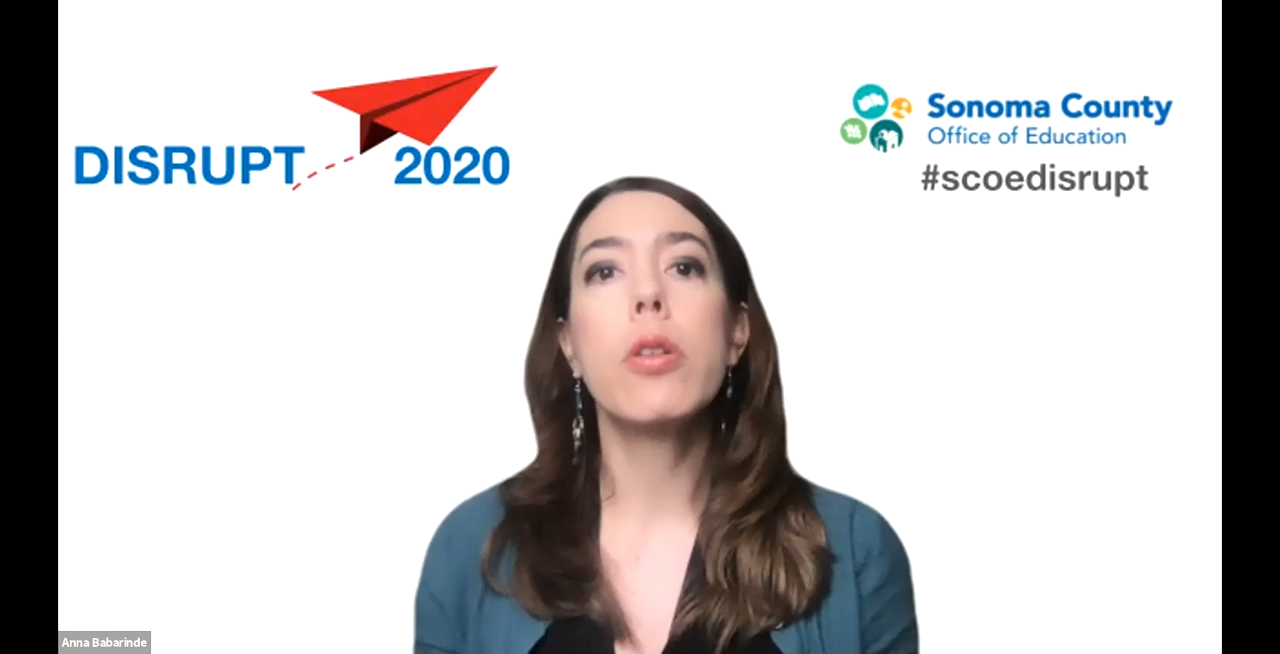 DISRUPT 2020
Sonoma County
Office of Education
#scoedisrupt
Anna Babarinde